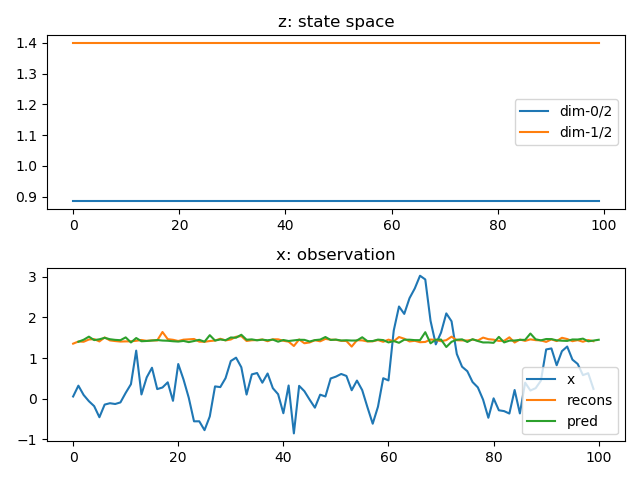 z: state space
1.4
1.3
1.2
1.1
1.0
0.9
dim-0/2
dim-1/2
0 20 40 60 80 100
x: observation
3
2
1
0
−1
x
recons
pred
0 20 40 60 80 100